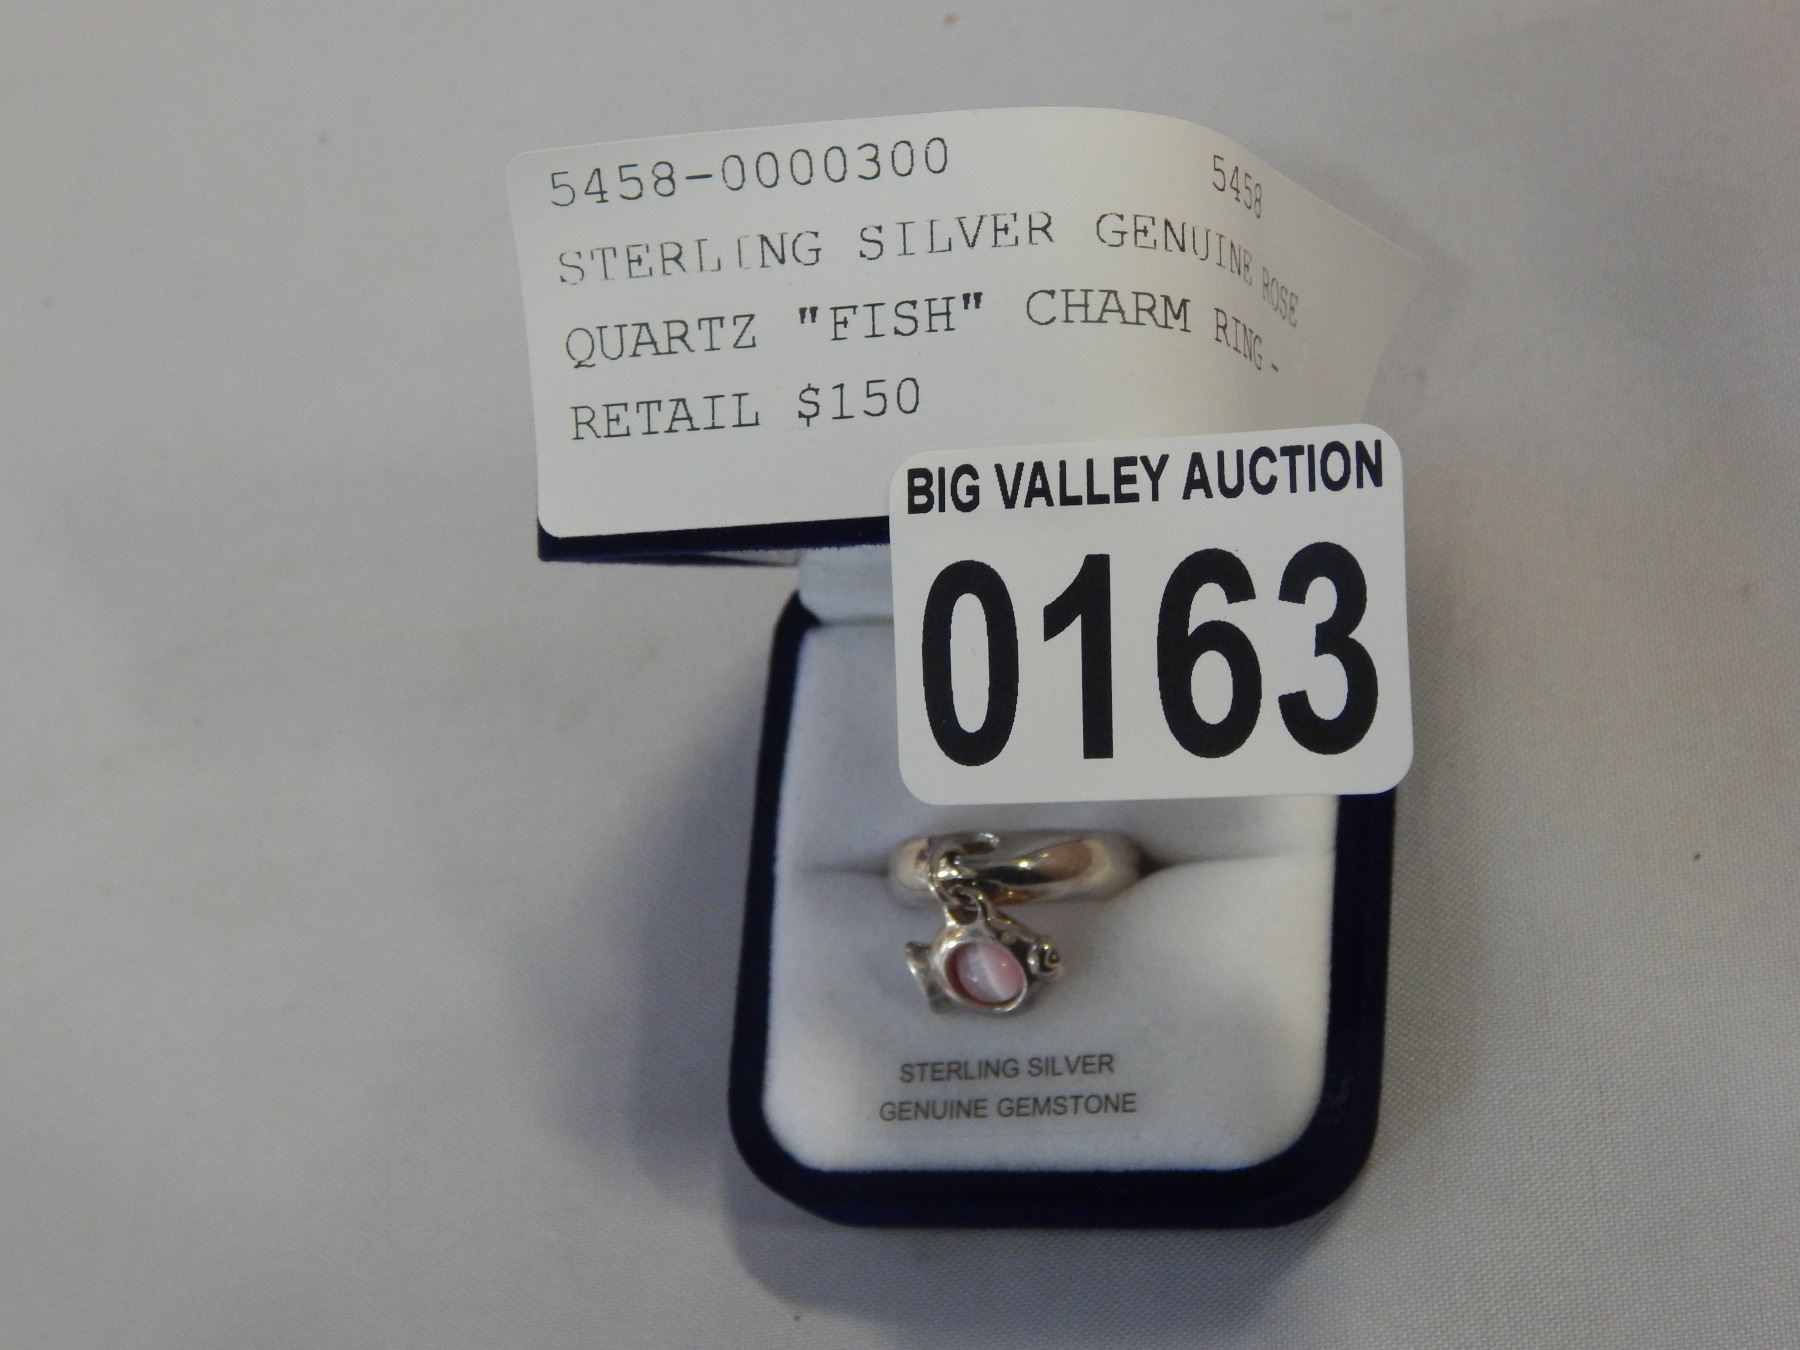 5458-0000300 5458
STERLING SILVER GENUINE ROSE
QUARTZ "FISH" CHARM RING -
RETAIL $150
BIG VALLEY AUCTION
0163
STERLING SILVER
GENUINE GEMSTONE